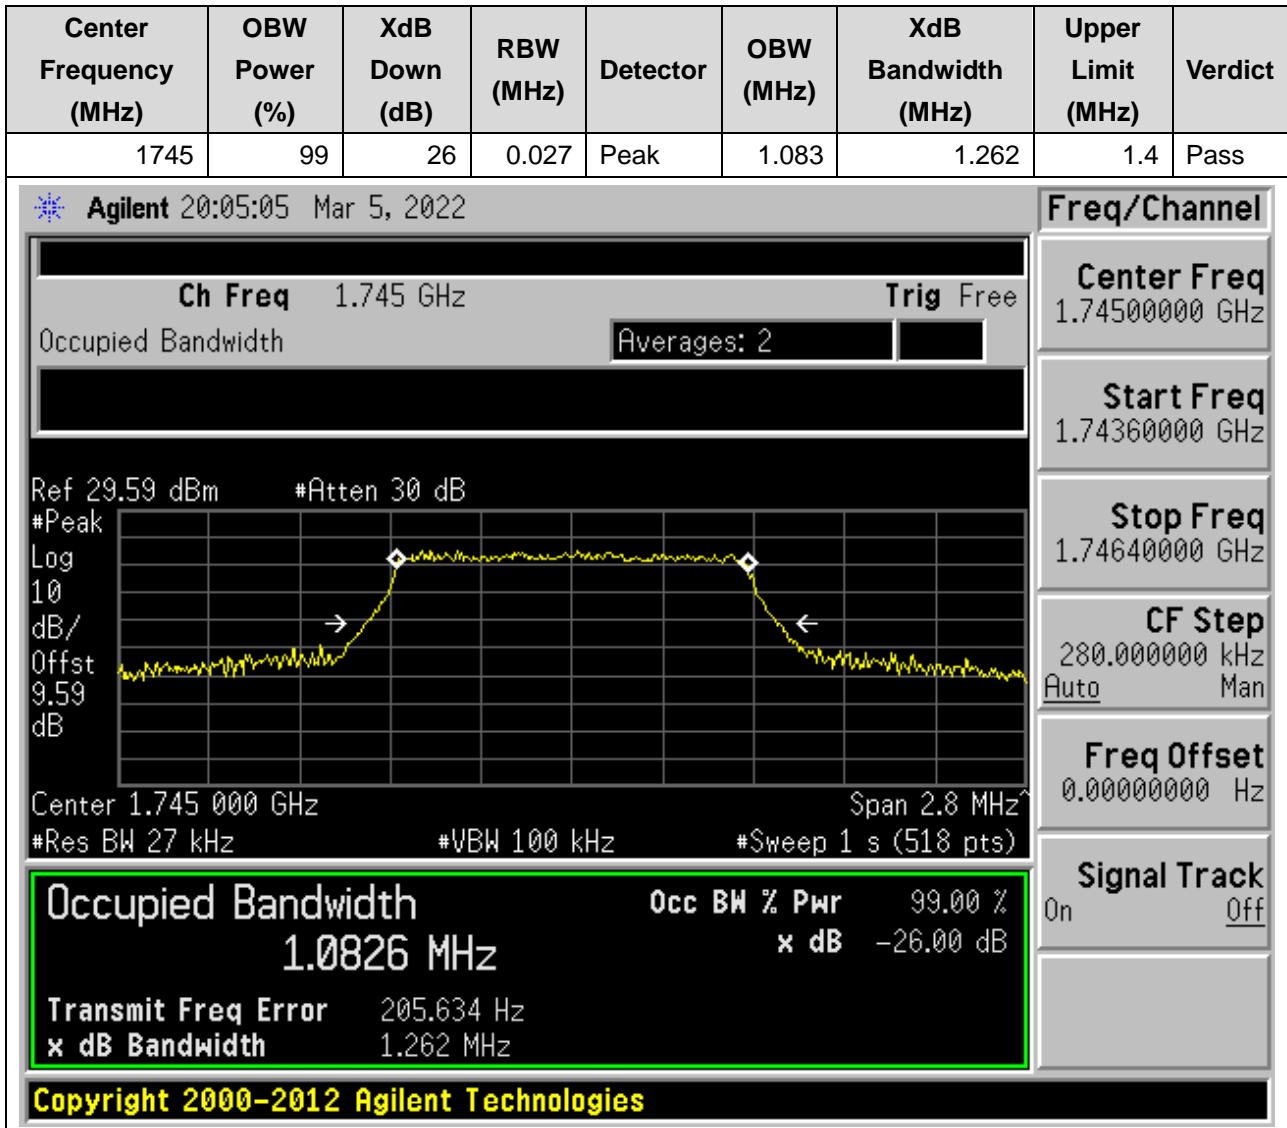 Center Frequency (MHz) OBW Power (%) XdB Down (dB) RBW (MHz) Detector OBW (MHz) XdB Bandwidth (MHz) Upper Limit (MHz) Verdict
1745 99 26 0.027 Peak 1.083 1.262 1.4 Pass
Agilent 20:05:05 Mar 5, 2022
Freq/Channel
Ch Freq 1.745 GHz Trig Free
Occupied Bandwidth Averages: 2
Center Freq
1.74500000 GHz
Start Freq
1.74360000 GHz
Stop Freq
1.74640000 GHz
CF Step
280.000000 kHz
Auto Man
Freq Offset
0.00000000 Hz
Signal Track
On Off
Ref 29.59 dBm #Atten 30 dB
#Peak
Log
10
dB/
Offst
9.59
dB
Center 1.745 000 GHz Span 2.8 MHz^
#Res BW 27 kHz #VBW 100 kHz #Sweep 1 s (518 pts)
Occupied Bandwidth Occ BW % Pwr 99.00 %
1.0826 MHz x dB -26.00 dB
Transmit Freq Error 205.634 Hz
x dB Bandwidth 1.262 MHz
Copyright 2000-2012 Agilent Technologies